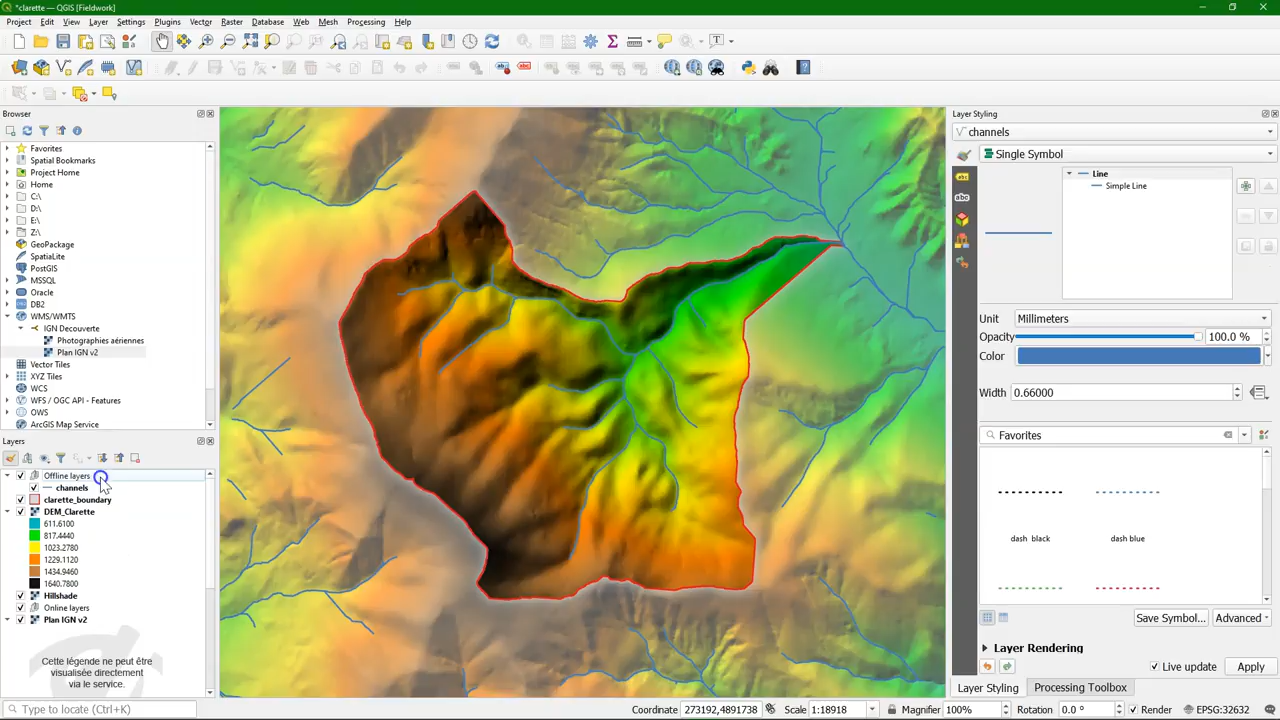 *clarette — QGIS [Fieldwork]
Project Edit View Layer Settings Plugins Vector Raster Database Web Mesh Processing Help
Browser
Favorites
Spatial Bookmarks
Project Home
Home
C:\
D:\
E:\
Z:\
GeoPackage
SpatiaLite
PostGIS
MSSQL
Oracle
DB2
WMS/WMTS
IGN Decouverte
Photographies aériennes
Plan IGN v2
Vector Tiles
XYZ Tiles
WCS
WFS / OGC API - Features
OWS
ArcGIS Map Service
Layers
Offline layers
channels
clarette_boundary
DEM_Clarette
611.6100
817.4440
1023.2780
1229.1120
1434.9460
1640.7800
Hillshade
Online layers
Plan IGN v2
Cette légende ne peut être
visualisée directement
via le service.
Layer Styling
channels
Single Symbol
Line
Simple Line
Unit Millimeters
Opacity 100.0 %
Color
Width 0.66000
Favorites
dash black dash blue
Save Symbol... Advanced
Layer Rendering
Live update Apply
Layer Styling Processing Toolbox
Type to locate (Ctrl+K) Coordinate 273192,4891738 Scale 1:18918 Magnifier 100% Rotation 0.0 ° Render EPSG:32632